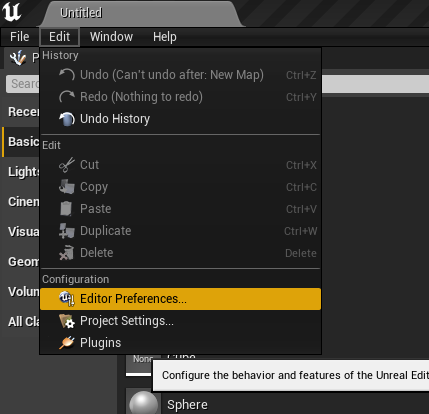 Untitled
File Edit Window Help
P
History
Undo (Can't undo after: New Map) Ctrl+Z
Sear
Redo (Nothing to redo) Ctrl+Y
Recen
Undo History
Basic
Edit
Lights
Cut Ctrl+X
Copy Ctrl+C
Cinem
Paste Ctrl+V
Visua
Duplicate Ctrl+W
Geom
Delete Delete
Configuration
Volun
Editor Preferences...
All Cla
Project Settings...
Plugins
None Cube
Configure the behavior and features of the Unreal Edit
Sphere